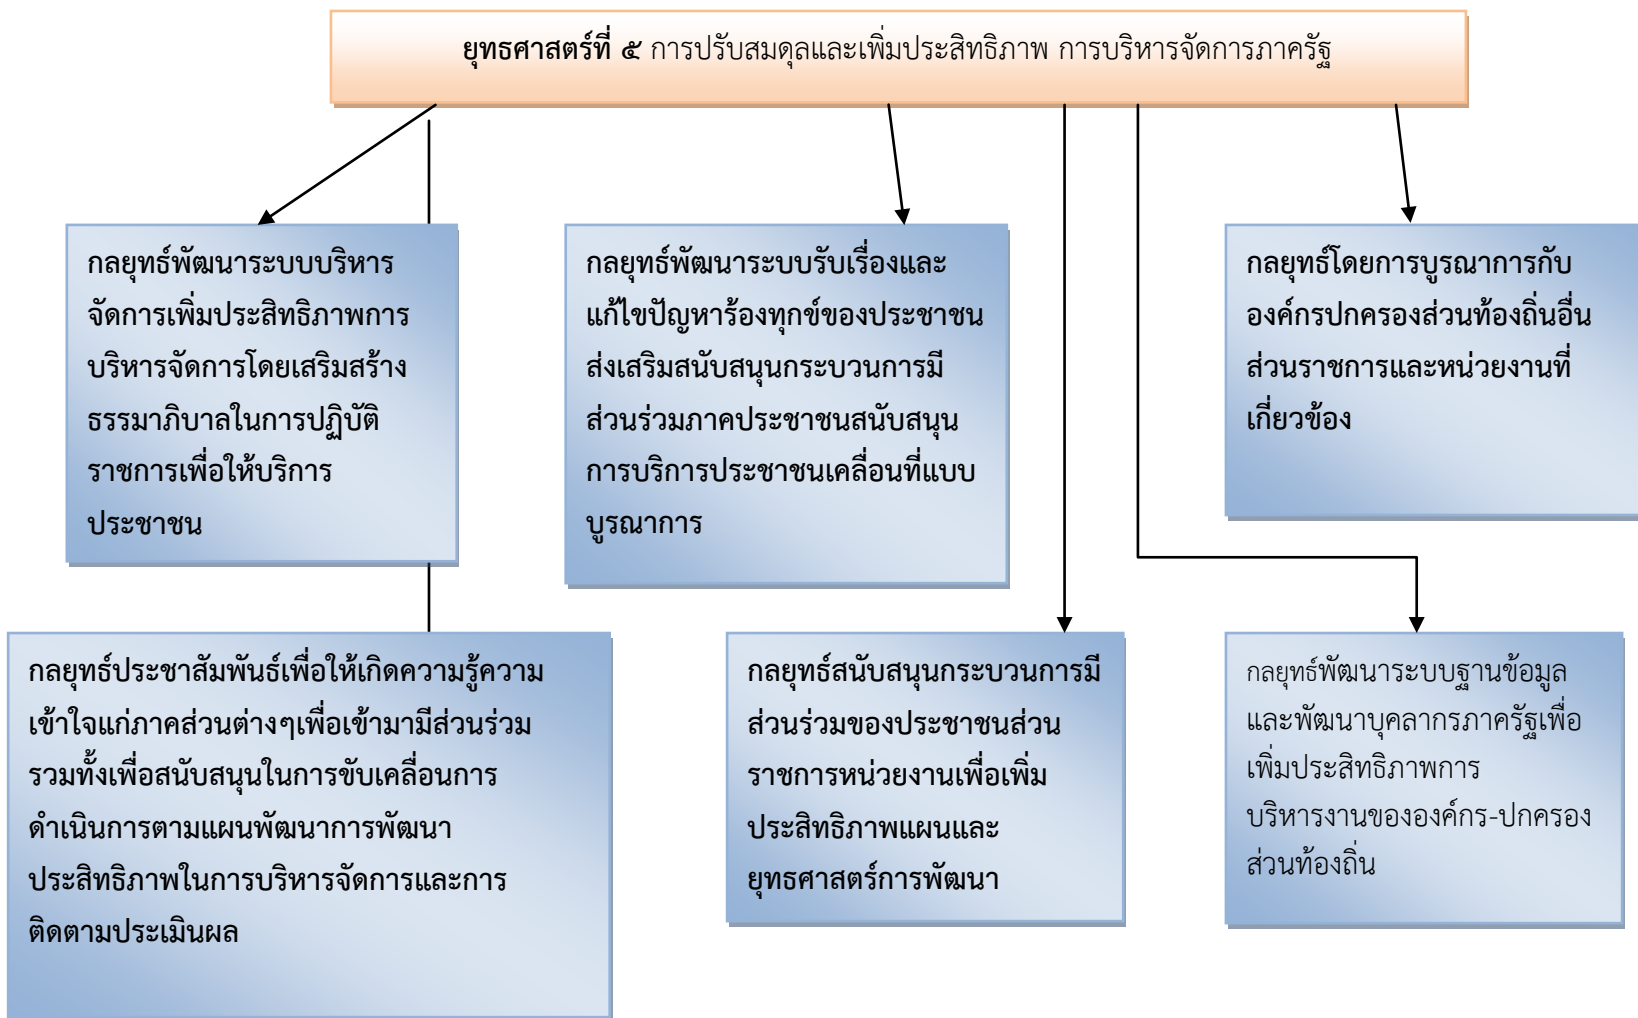 ยุทธศาสตร์ที่ ๕ การปรับสมดุลและเพิ่มประสิทธิภาพ การบริหารจัดการภาครัฐ
กลยุทธ์พัฒนาระบบบริหาร
จัดการเพิ่มประสิทธิภาพการ
บริหารจัดการโดยเสริมสร้าง
ธรรมาภิบาลในการปฏิบัติ
ราชการเพื่อให้บริการ
ประชาชน
กลยุทธ์พัฒนาระบบรับเรื่องและ
แก้ไขปัญหาร้องทุกข์ของประชาชน
ส่งเสริมสนับสนุนกระบวนการมี
ส่วนร่วมภาคประชาชนสนับสนุน
การบริการประชาชนเคลื่อนที่แบบ
บูรณาการ
กลยุทธ์โดยการบูรณาการกับ
องค์กรปกครองส่วนท้องถิ่นอื่น
ส่วนราชการและหน่วยงานที่
เกี่ยวข้อง
กลยุทธ์ประชาสัมพันธ์เพื่อให้เกิดความรู้ความ
เข้าใจแก่ภาคส่วนต่างๆเพื่อเข้ามามีส่วนร่วม
รวมทั้งเพื่อสนับสนุนในการขับเคลื่อนการ
ดำเนินการตามแผนพัฒนาการพัฒนา
ประสิทธิภาพในการบริหารจัดการและการ
ติดตามประเมินผล
กลยุทธ์สนับสนุนกระบวนการมี
ส่วนร่วมของประชาชนส่วน
ราชการหน่วยงานเพื่อเพิ่ม
ประสิทธิภาพแผนและ
ยุทธศาสตร์การพัฒนา
กลยุทธ์พัฒนาระบบฐานข้อมูล
และพัฒนาบุคลากรภาครัฐเพื่อ
เพิ่มประสิทธิภาพการ
บริหารงานขององค์กร-ปกครอง
ส่วนท้องถิ่น